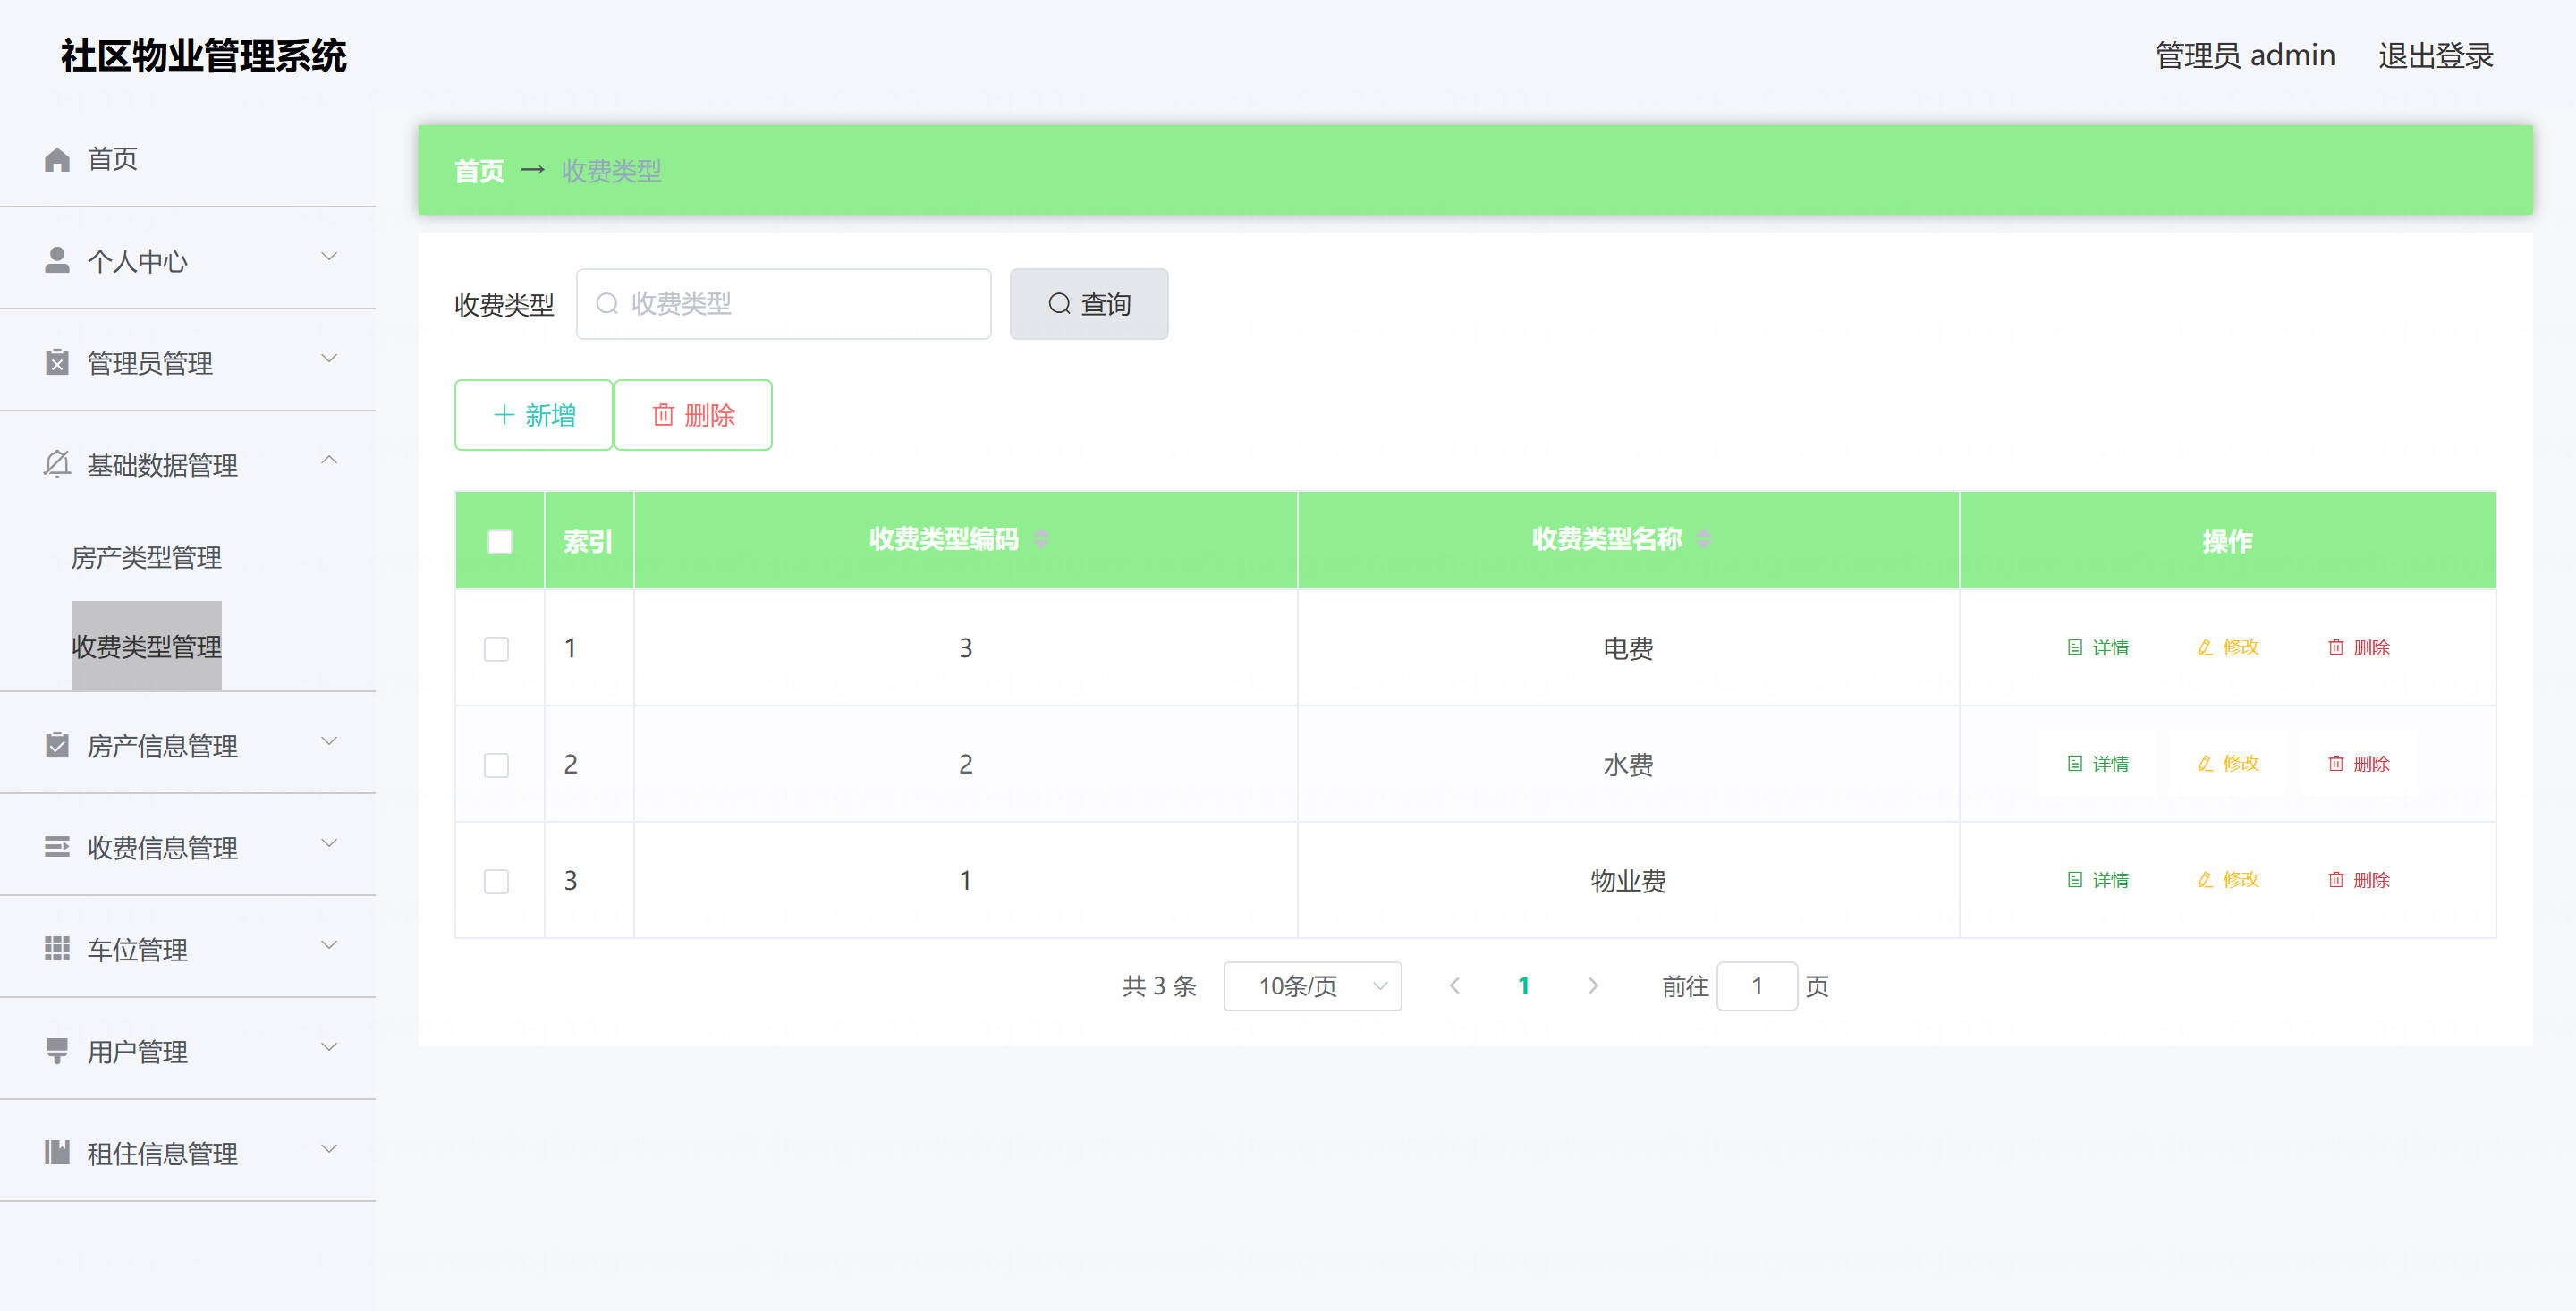 社区物业管理系统
管理员 admin 退出登录
首页
个人中心
管理员管理
基础数据管理
房产类型管理
收费类型管理
房产信息管理
收费信息管理
车位管理
用户管理
租住信息管理
首页 → 收费类型
收费类型 收费类型 查询
新增 删除
索引 收费类型编码 收费类型名称 操作
1 3 电费 详情 修改 删除
2 2 水费 详情 修改 删除
3 1 物业费 详情 修改 删除
共 3 条 10条/页 1 前往 1 页